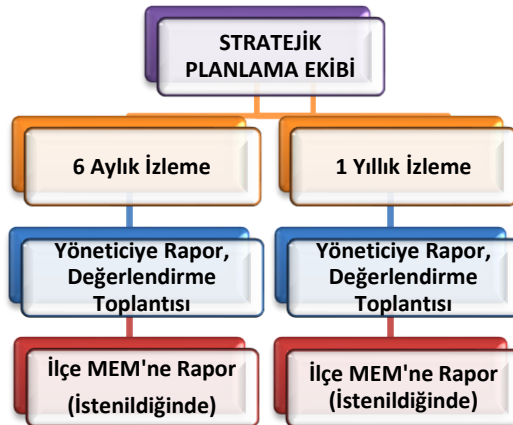 STRATEJİK
PLANLAMA EKİBİ
6 Aylık İzleme
1 Yıllık İzleme
Yöneticiye Rapor,
Değerlendirme
Toplantısı
Yöneticiye Rapor,
Değerlendirme
Toplantısı
İlçe MEM'ne Rapor
(İstenildiğinde)
İlçe MEM'ne Rapor
(İstenildiğinde)